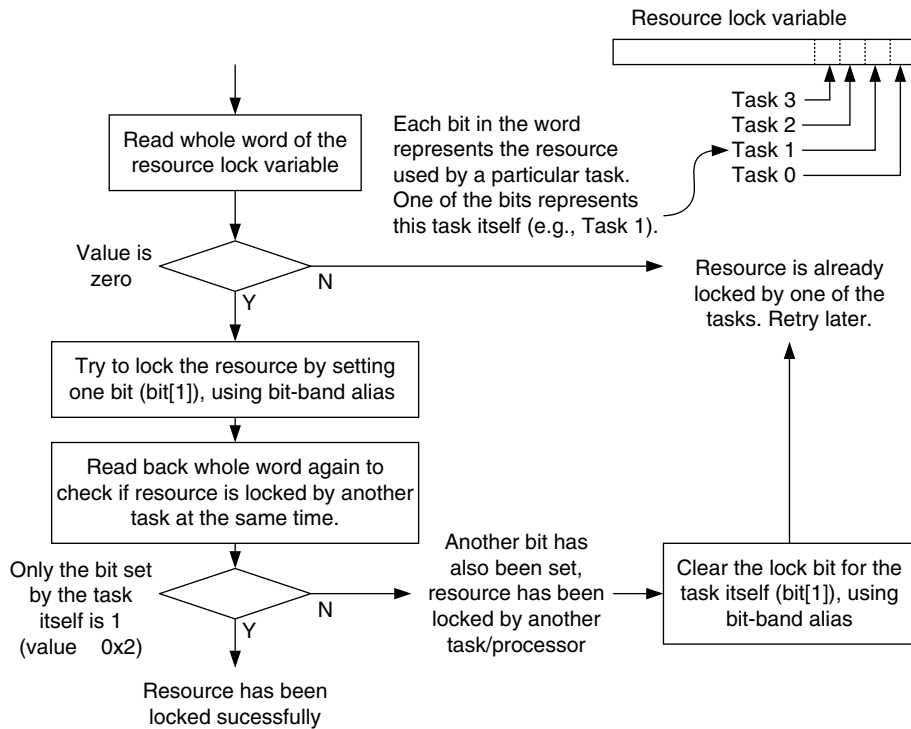 Resource lock variable
Task 3
Task 2
Task 1
Task 0
Each bit in the word
represents the resource
used by a particular task.
One of the bits represents
this task itself (e.g., Task 1).
Read whole word of the
resource lock variable
Value is
zero
N
Y
Resource is already
locked by one of the
tasks. Retry later.
Try to lock the resource by setting
one bit (bit[1]), using bit-band alias
Read back whole word again to
check if resource is locked by another
task at the same time.
Only the bit set
by the task
itself is 1
(value 0x2)
N
Y
Another bit has
also been set,
resource has been
locked by another
task/processor
Clear the lock bit for the
task itself (bit[1]), using
bit-band alias
Resource has been
locked sucessfully